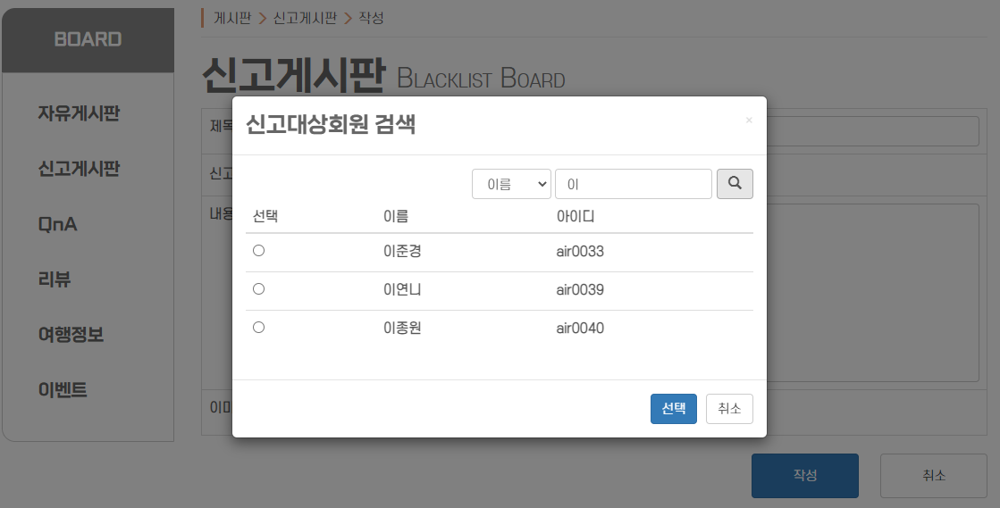 BOARD
자유게시판
신고게시판
QnA
리뷰
여행정보
이벤트
게시판 > 신고게시판 > 작성
신고게시판 BLACKLIST BOARD
제목
신고
내용
신고대상회원 검색 ×
이름 이
선택 이름 아이디
이준경 air0033
이연니 air0039
이종원 air0040
선택 취소
작성 취소